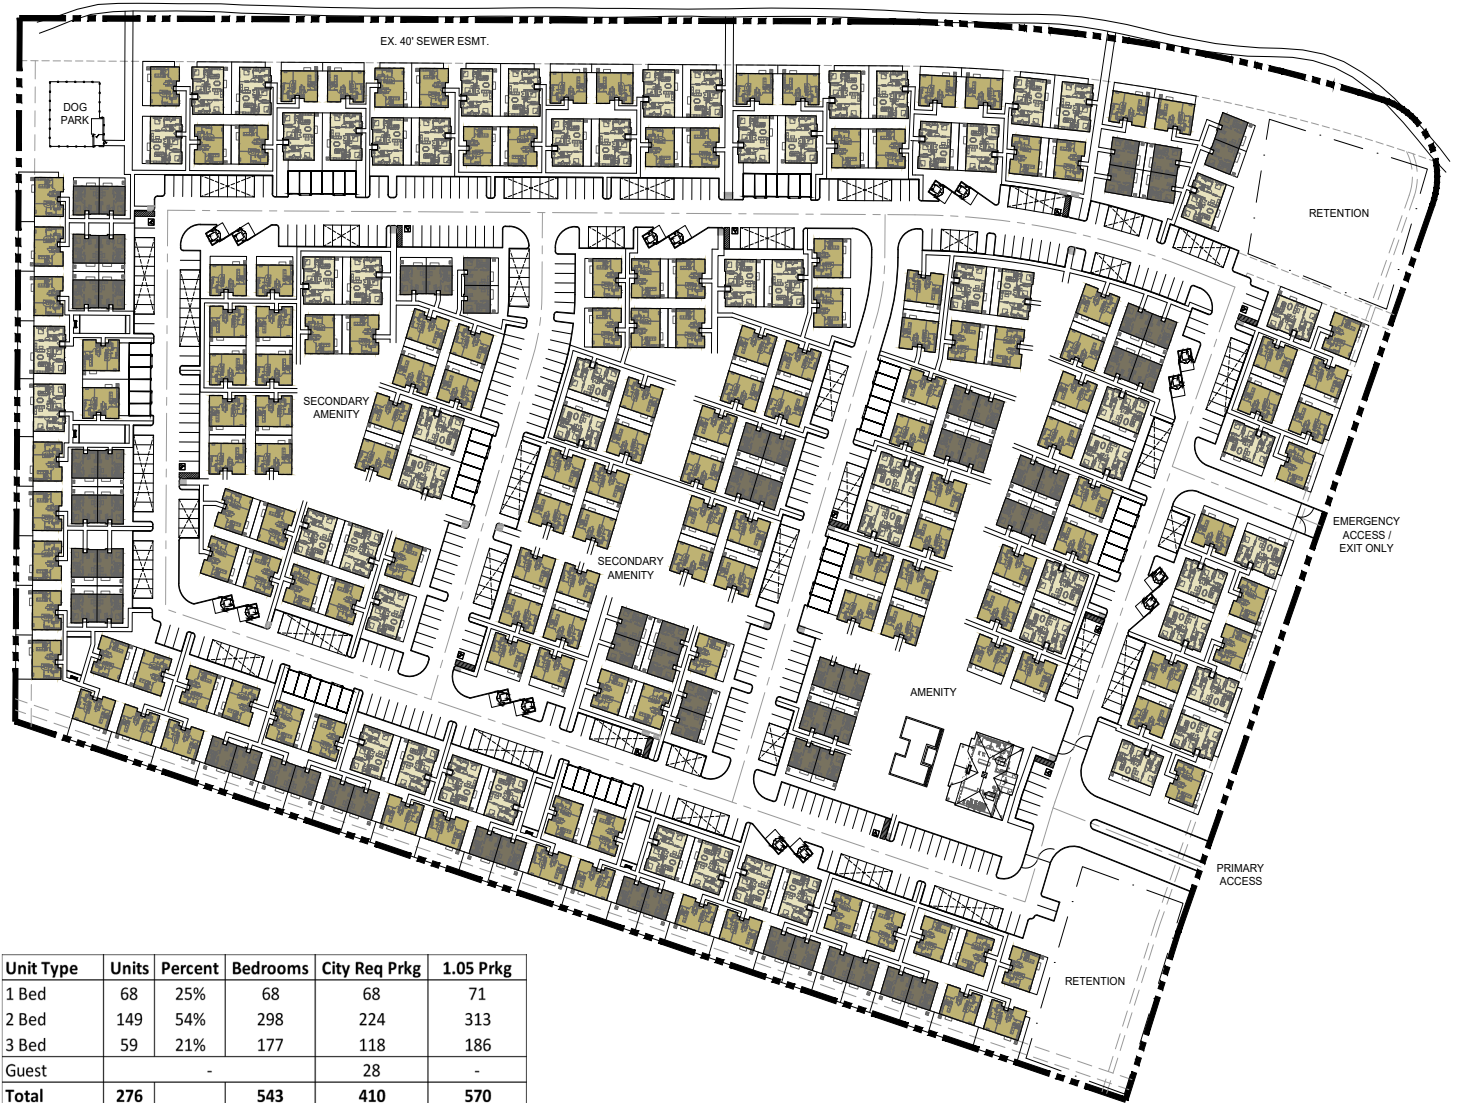 EX. 40' SEWER ESMT.
DOG
PARK
RETENTION
SECONDARY
AMENITY
EMERGENCY
ACCESS /
EXIT ONLY
SECONDARY
AMENITY
AMENITY
PRIMARY
ACCESS
RETENTION
Unit Type Units Percent Bedrooms City Req Prkg 1.05 Prkg
1 Bed 68 25% 68 68 71
2 Bed 149 54% 298 224 313
3 Bed 59 21% 177 118 186
Guest - 28 -
Total 276 543 410 570